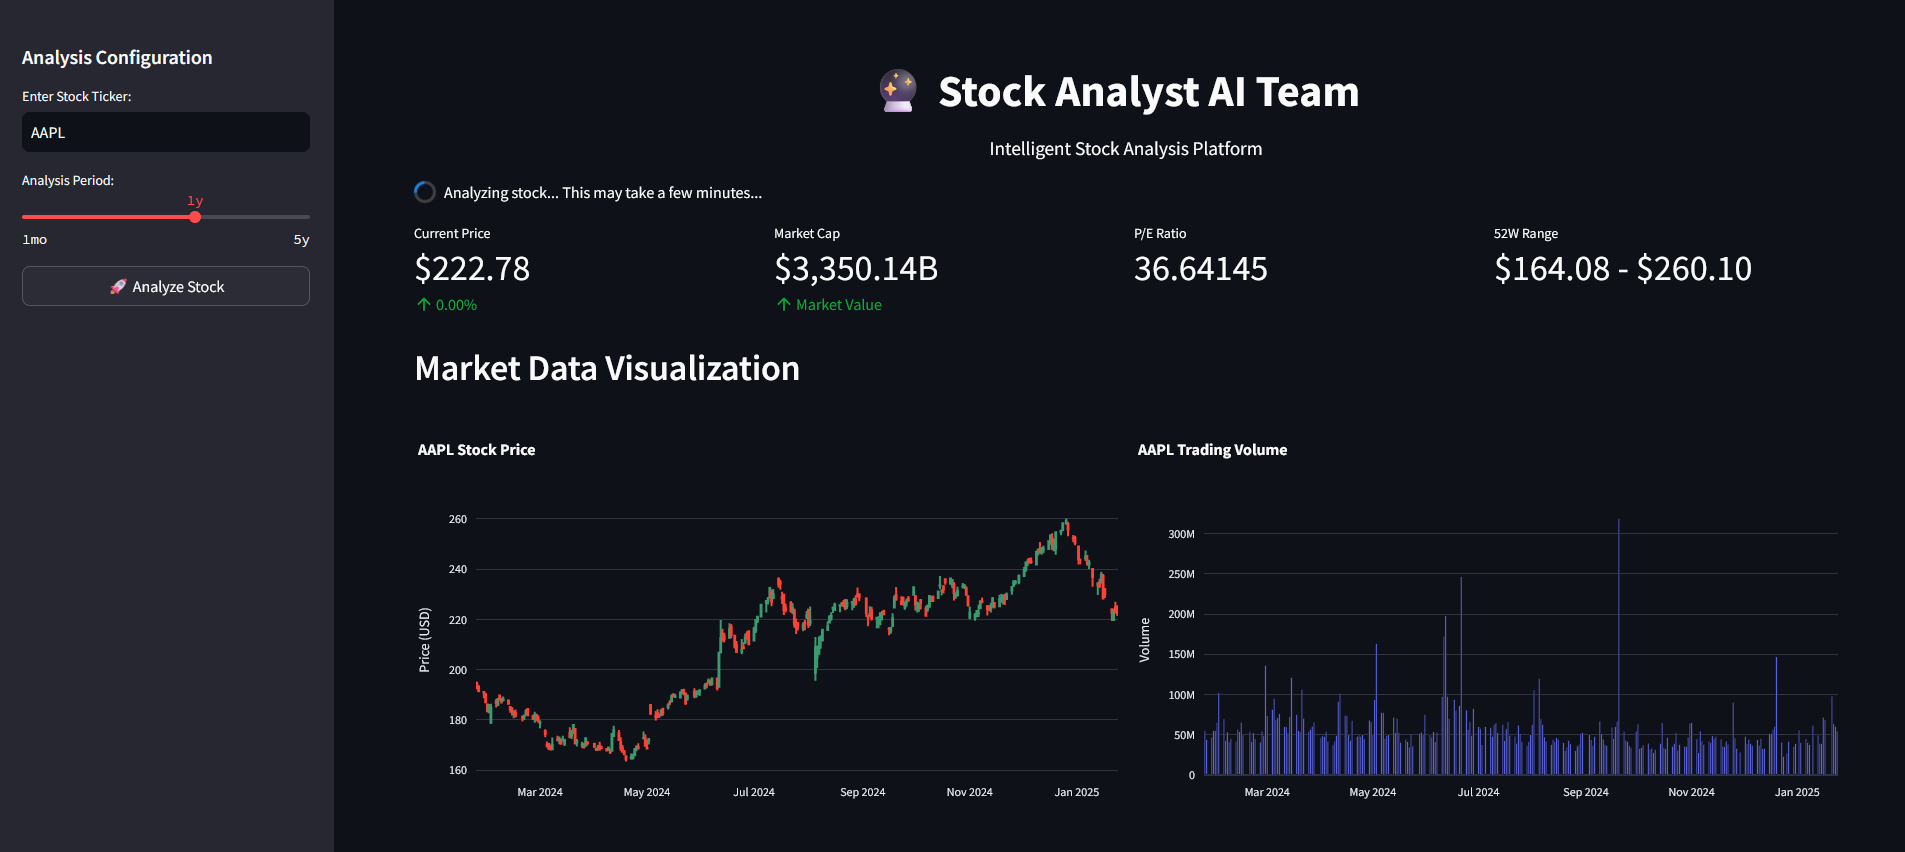 Analysis Configuration
Enter Stock Ticker:
AAPL
Analysis Period:
1y
1mo 5y
Analyze Stock
Stock Analyst AI Team
Intelligent Stock Analysis Platform
Analyzing stock... This may take a few minutes...
Current Price
$222.78
0.00%
Market Cap
$3,350.14B
Market Value
P/E Ratio
36.64145
52W Range
$164.08 - $260.10
Market Data Visualization
AAPL Stock Price
Price (USD)
260
240
220
200
180
160
Mar 2024 May 2024 Jul 2024 Sep 2024 Nov 2024 Jan 2025
AAPL Trading Volume
Volume
300M
250M
200M
150M
100M
50M
0
Mar 2024 May 2024 Jul 2024 Sep 2024 Nov 2024 Jan 2025